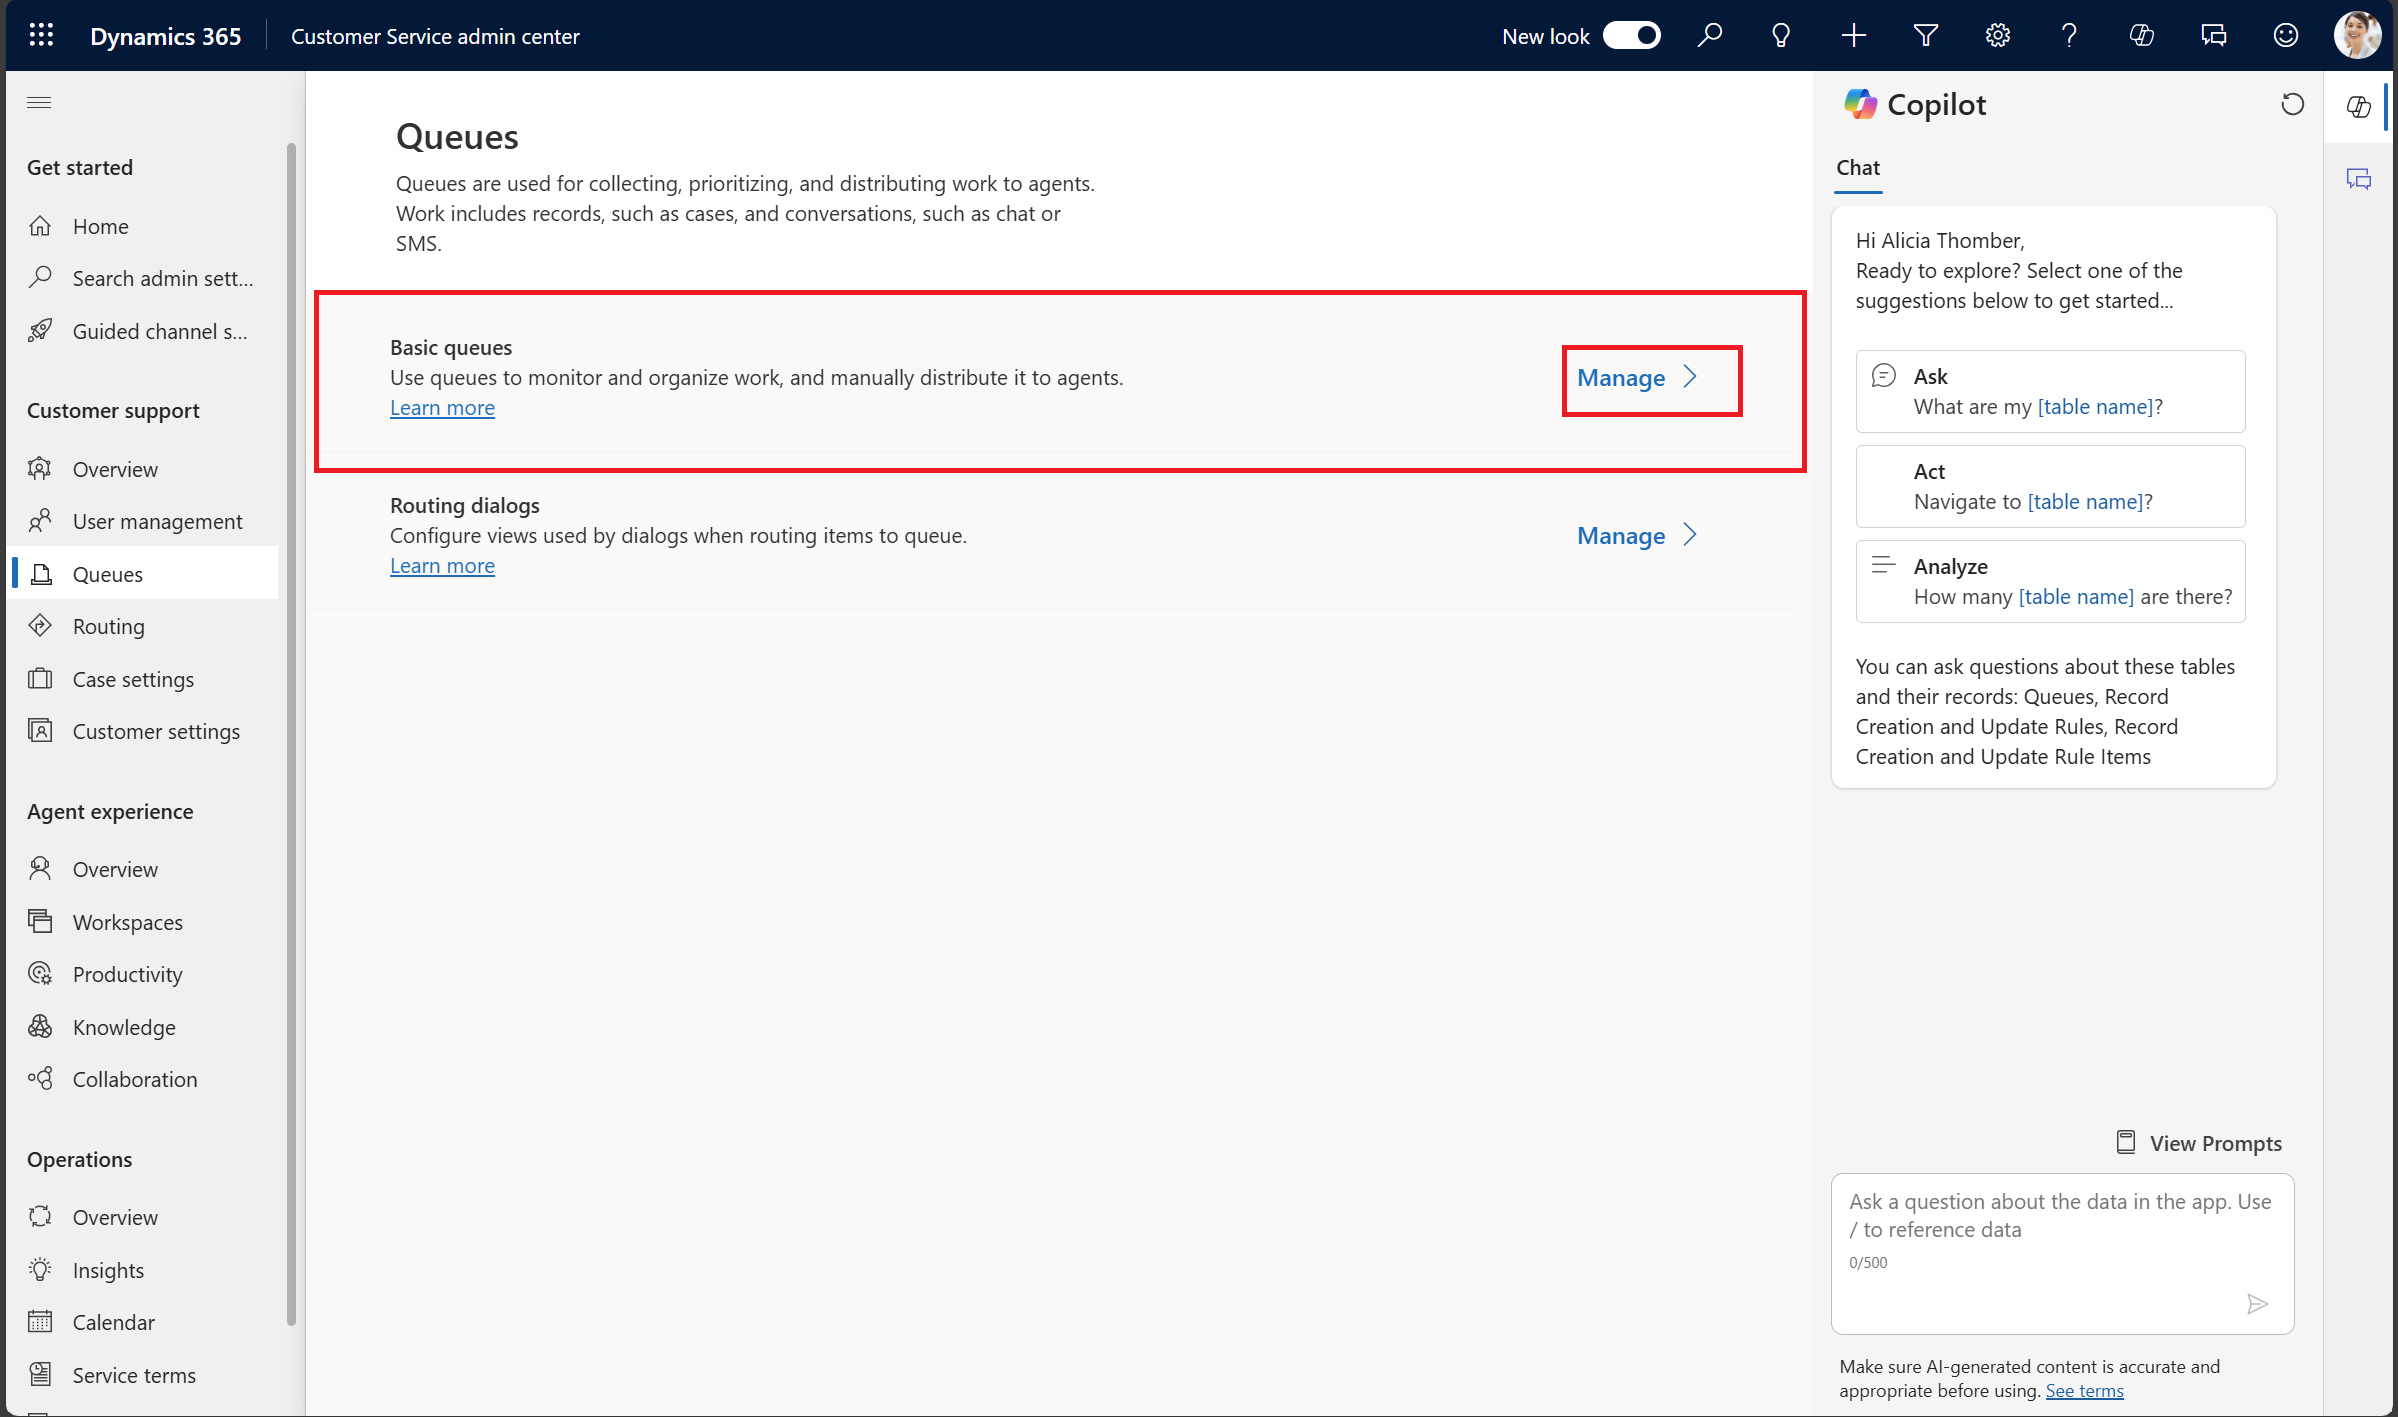 Dynamics 365
Customer Service admin center
New look
Get started
Home
Search admin sett...
Guided channel s...
Customer support
Overview
User management
Queues
Routing
Case settings
Customer settings
Agent experience
Overview
Workspaces
Productivity
Knowledge
Collaboration
Operations
Overview
Insights
Calendar
Service terms
Queues
Queues are used for collecting, prioritizing, and distributing work to agents.
Work includes records, such as cases, and conversations, such as chat or
SMS.
Basic queues
Use queues to monitor and organize work, and manually distribute it to agents.
Learn more
Manage
Routing dialogs
Configure views used by dialogs when routing items to queue.
Learn more
Manage
Copilot
Chat
Hi Alicia Thomber,
Ready to explore? Select one of the
suggestions below to get started...
Ask
What are my [table name]?
Act
Navigate to [table name]?
Analyze
How many [table name] are there?
You can ask questions about these tables
and their records: Queues, Record
Creation and Update Rules, Record
Creation and Update Rule Items
View Prompts
Ask a question about the data in the app. Use
/ to reference data
0/500
Make sure AI-generated content is accurate and
appropriate before using. See terms